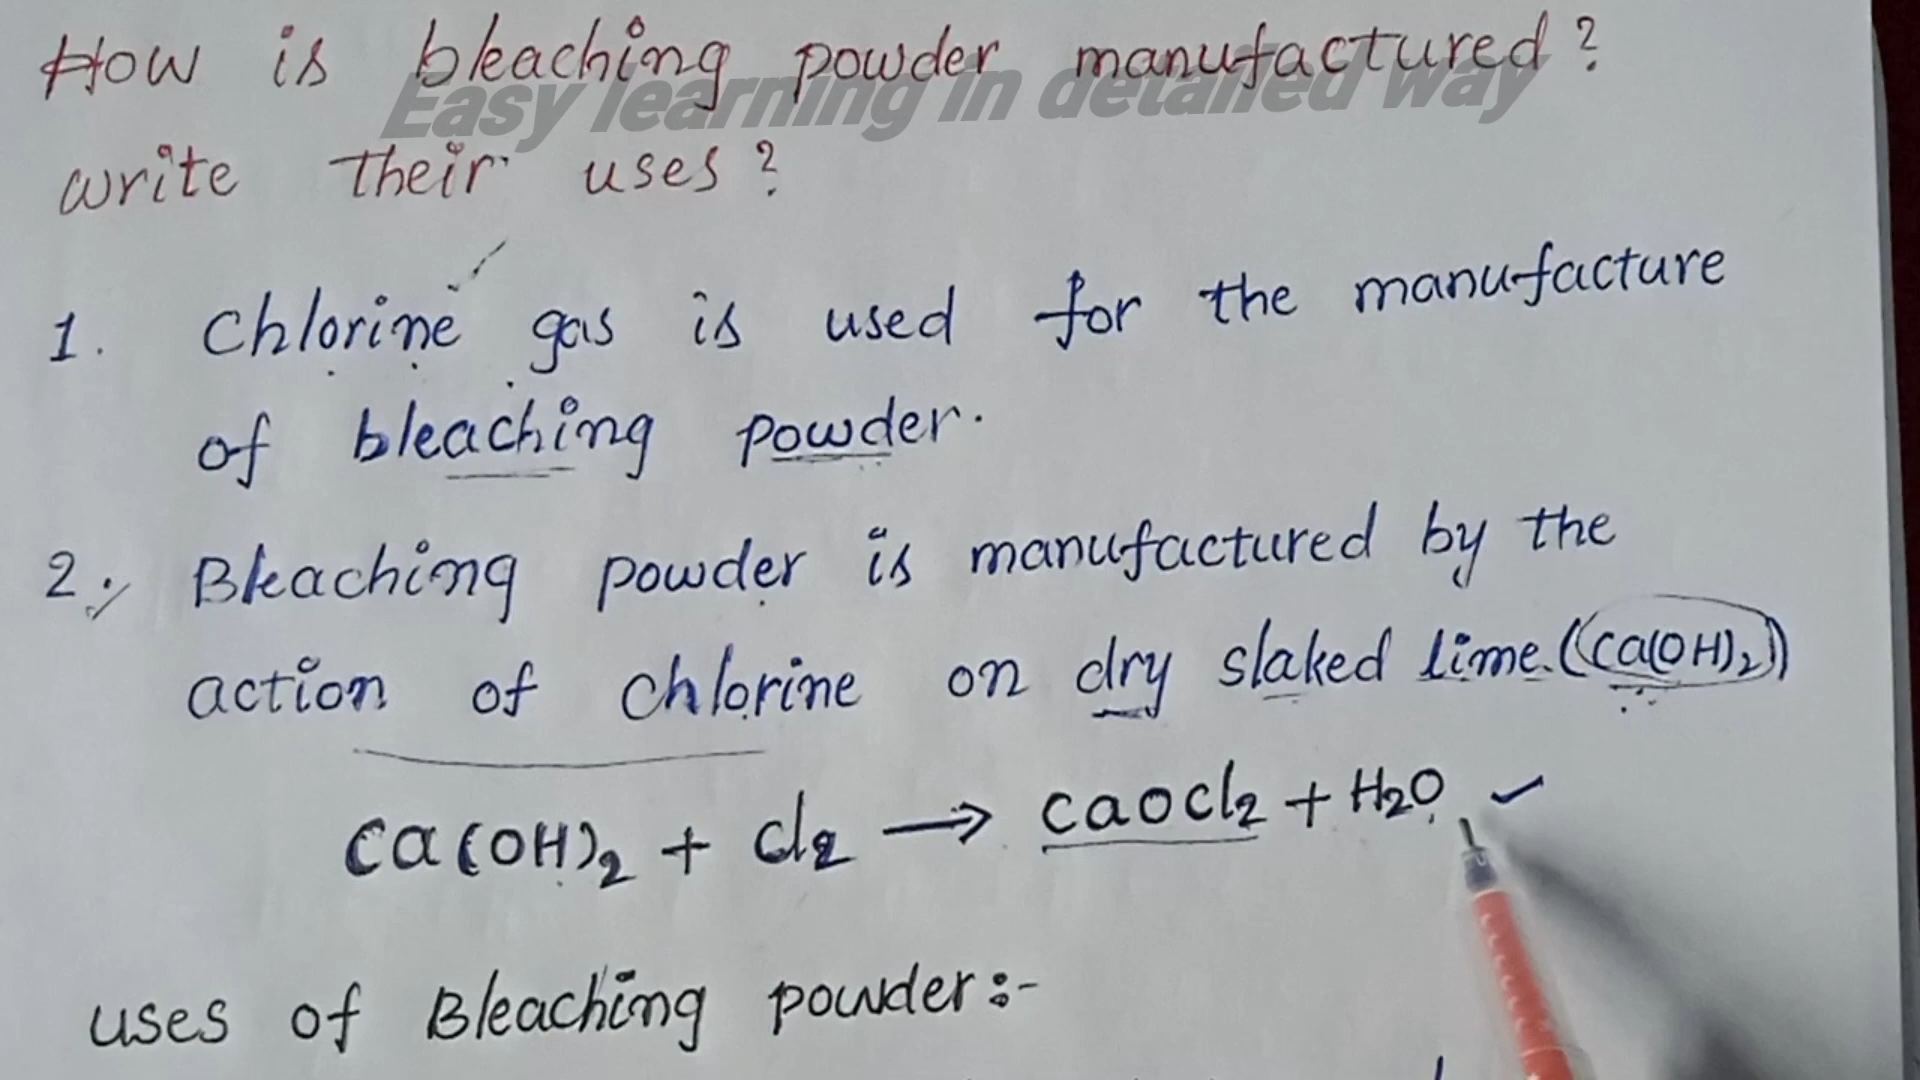 How is bleaching powder manufactured?
Easy learning in detailed way
write their uses?
1. Chlorine gas is used for the manufacture
of bleaching powder.
2. Bleaching powder is manufactured by the
action of chlorine on dry slaked lime.(ca(OH)₂)
ca(OH)₂ + cl₂ → caocl₂ + H₂O
uses of Bleaching powder:-